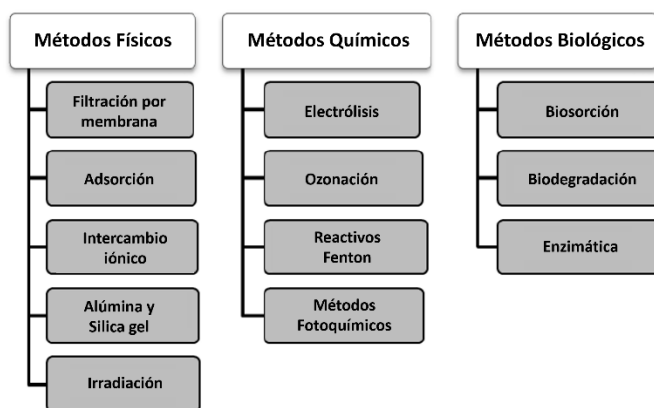 Métodos Físicos
Filtración por
membrana
Adsorción
Intercambio
iónico
Alúmina y
Silica gel
Irradiación
Métodos Químicos
Electrólisis
Ozonación
Reactivos
Fenton
Métodos
Fotoquímicos
Métodos Biológicos
Biosorción
Biodegradación
Enzimática